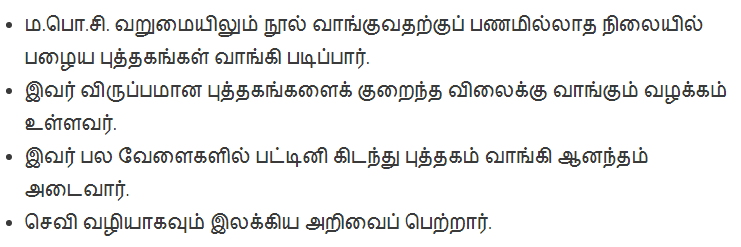 • ம.பொ.சி. வறுமையிலும் நூல் வாங்குவதற்குப் பணமில்லாத நிலையில்
பழைய புத்தகங்கள் வாங்கி படிப்பார்.
• இவர் விருப்பமான புத்தகங்களைக் குறைந்த விலைக்கு வாங்கும் வழக்கம்
உள்ளவர்.
• இவர் பல வேளைகளில் பட்டினி கிடந்து புத்தகம் வாங்கி ஆனந்தம்
அடைவார்.
• செவி வழியாகவும் இலக்கிய அறிவைப் பெற்றார்.